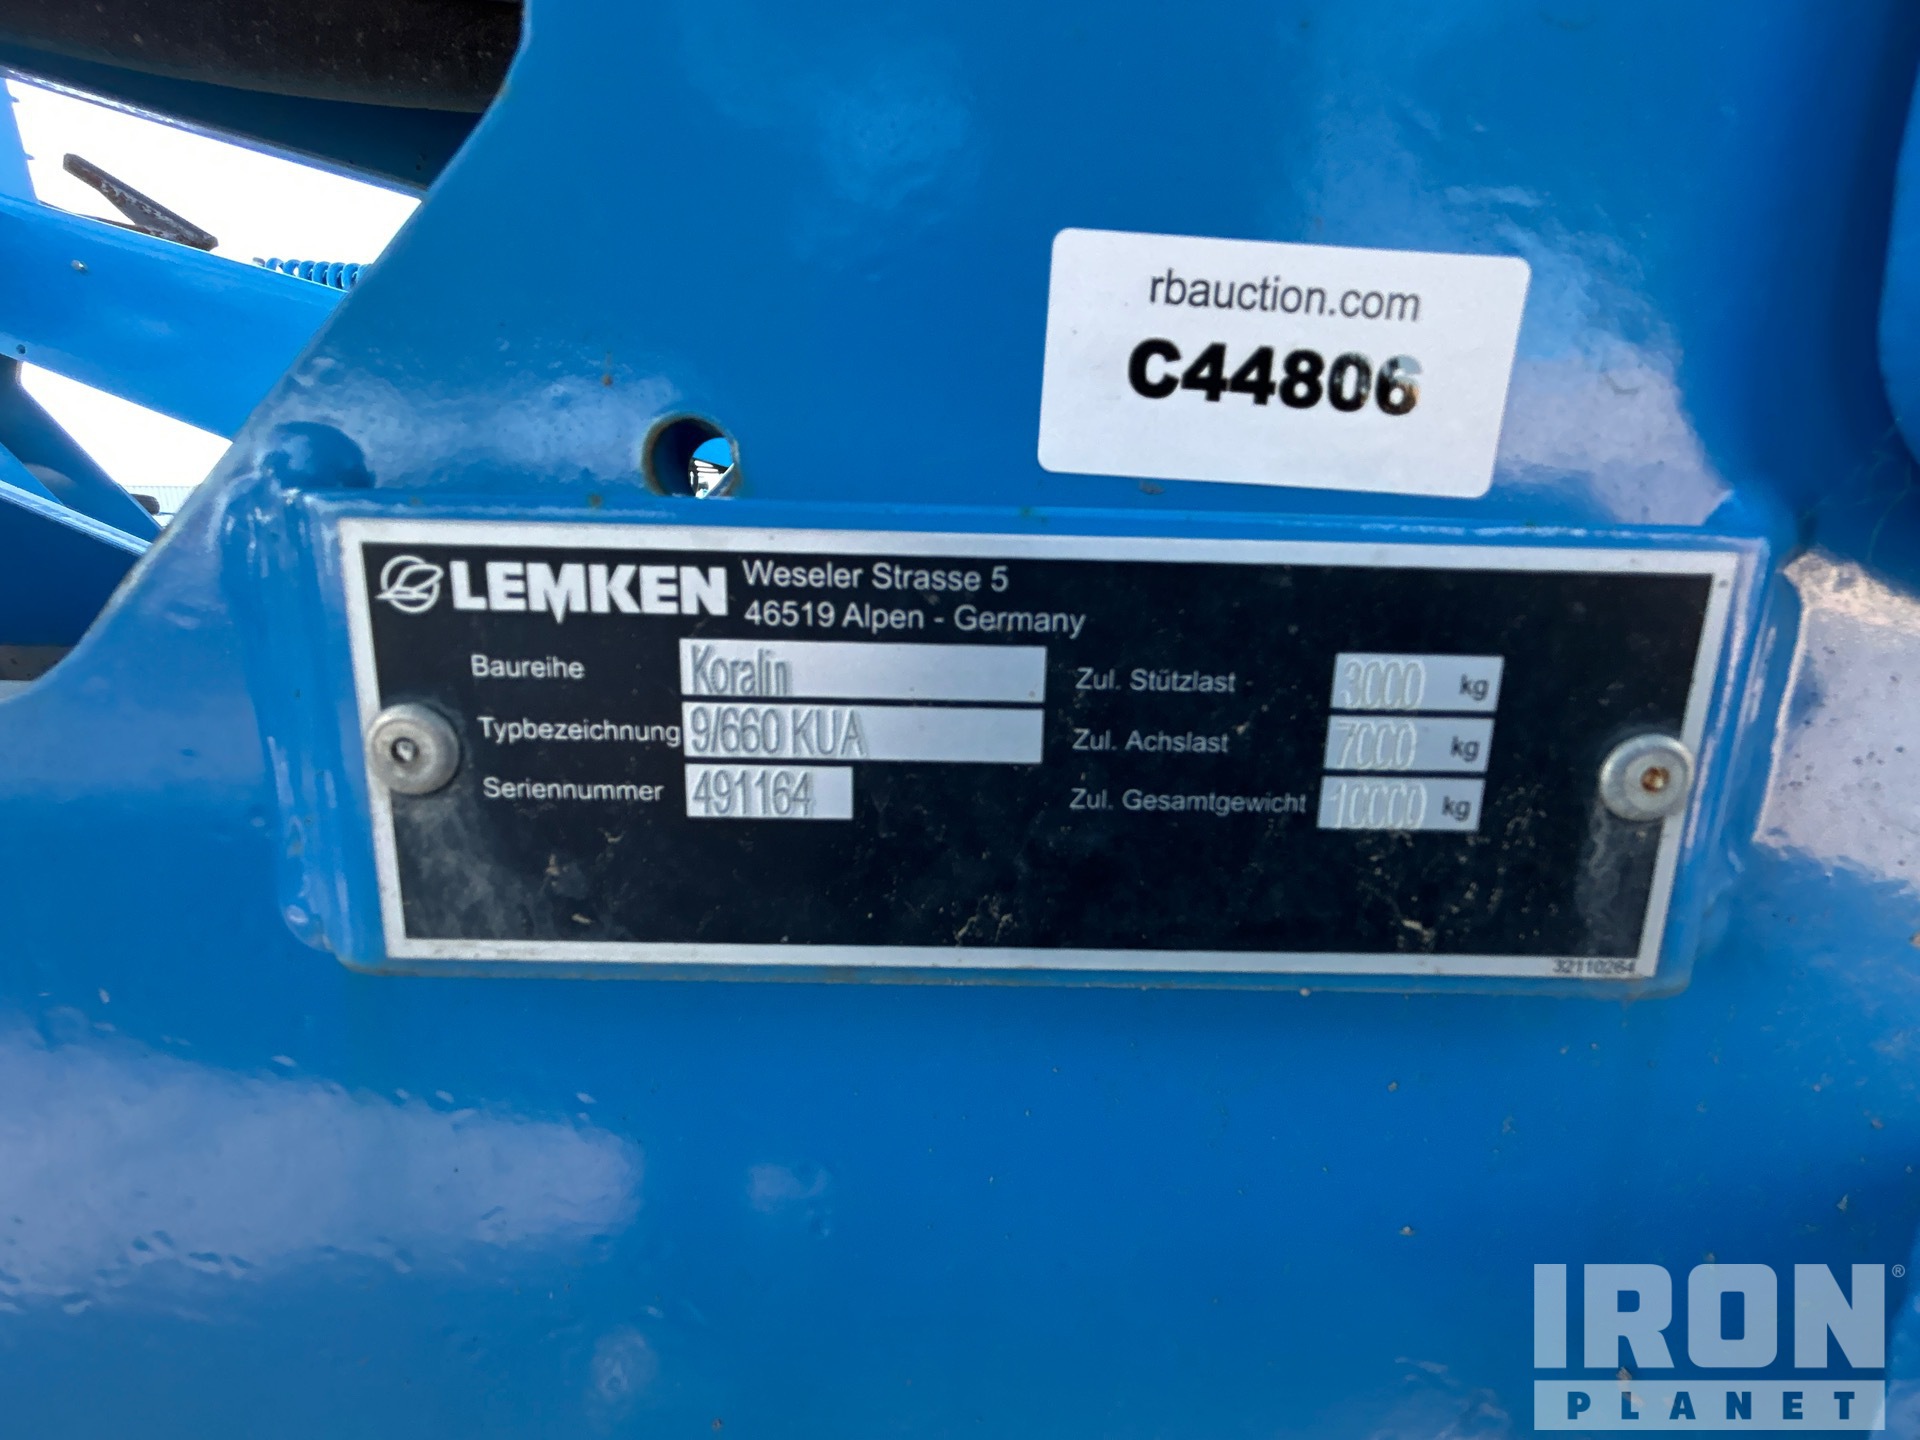 rbauction.com
C44806
LEMKEN
Weseler Strasse 5
46519 Alpen - Germany
Baureihe Koralin
Typbezeichnung 9/660 KUA
Seriennummer 491164
Zul. Stützlast 3000 kg
Zul. Achslast 7000 kg
Zul. Gesamtgewicht 10000 kg
32110264
IRON ®
PLANET